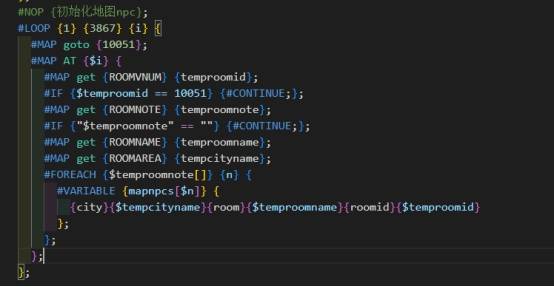 #NOP {初始化地图npc};
#LOOP {1} {3867} {i} {
#MAP goto {10051};
#MAP AT {$i} {
#MAP get {ROOMVNUM} {temproomid};
#IF {$temproomid == 10051} {#CONTINUE;};
#MAP get {ROOMNOTE} {temproomnote};
#IF {"$temproomnote" == ""} {#CONTINUE;};
#MAP get {ROOMNAME} {temproomname};
#MAP get {ROOMAREA} {tempcityname};
#FOREACH {$temproomnote[]} {n} {
#VARIABLE {mapnpcs[$n]} {
{city}{$tempcityname}{room}{$temproomname}{roomid}{$temproomid}
};
};
};
};